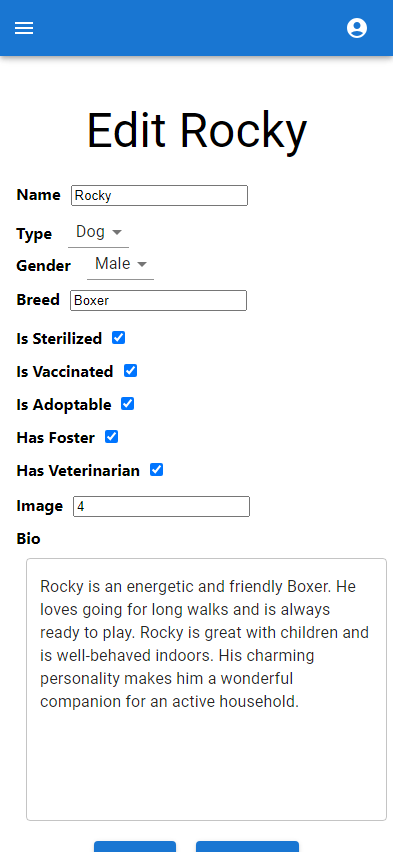 Edit Rocky
Name Rocky
Type Dog
Gender Male
Breed Boxer
Is Sterilized
Is Vaccinated
Is Adoptable
Has Foster
Has Veterinarian
Image 4
Bio
Rocky is an energetic and friendly Boxer. He
loves going for long walks and is always
ready to play. Rocky is great with children and
is well-behaved indoors. His charming
personality makes him a wonderful
companion for an active household.